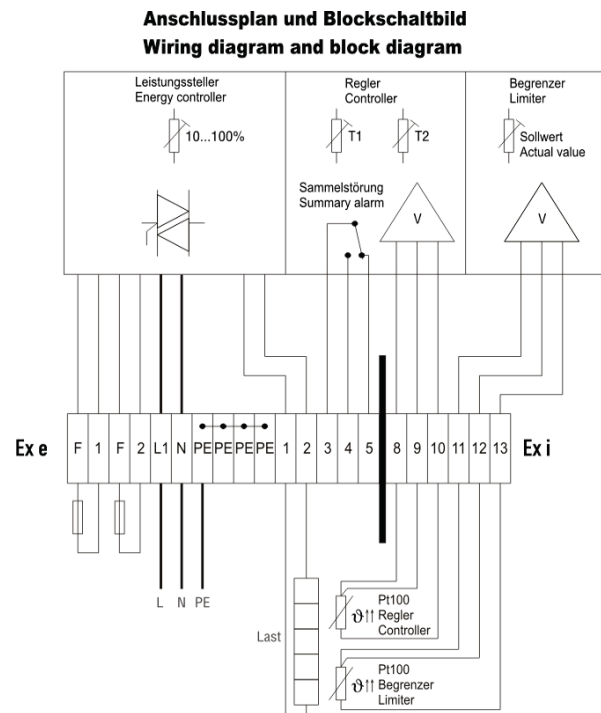 Anschlussplan und Blockschaltbild
Wiring diagram and block diagram
Leistungssteller
Energy controller
10...100%
Regler
Controller
T1
T2
Sammelstörung
Summary alarm
V
Begrenzer
Limiter
Sollwert
Actual value
V
Ex e
F 1 F 2 L1 N PE PE PE PE 1 2 3 4 5 8 9 10 11 12 13
Ex i
L N PE
Last
ϑ↑↑
Pt100
Regler
Controller
ϑ↑↑
Pt100
Begrenzer
Limiter